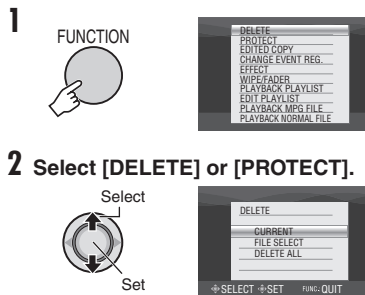 1
FUNCTION
DELETE
PROTECT
EDITED COPY
CHANGE EVENT REG.
EFFECT
WIPE/FADER
PLAYBACK PLAYLIST
EDIT PLAYLIST
PLAYBACK MPG FILE
PLAYBACK NORMAL FILE
2 Select [DELETE] or [PROTECT].
Select
Set
DELETE
CURRENT
FILE SELECT
DELETE ALL
SELECT SET FUNC. QUIT